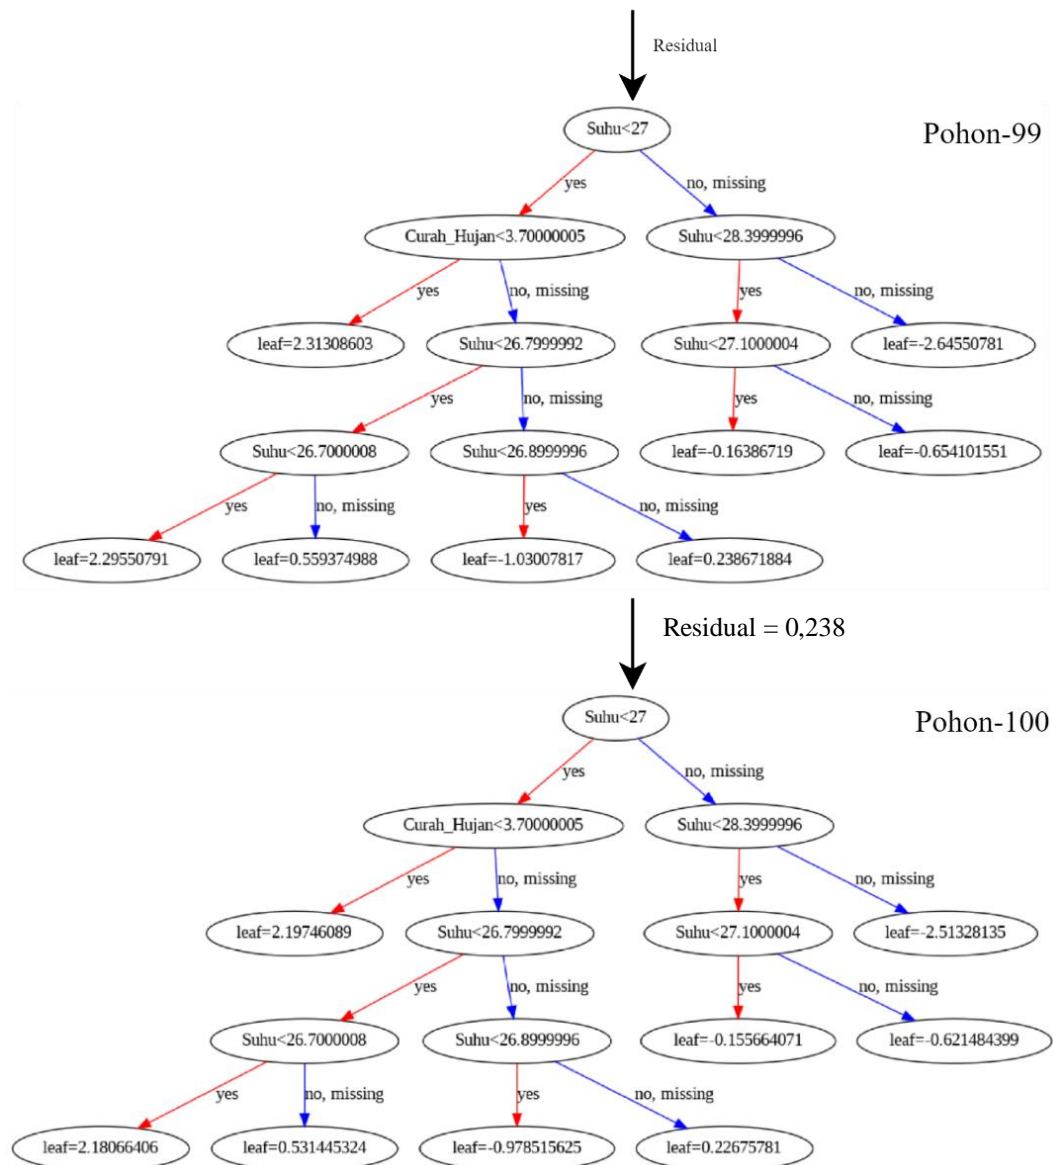 Residual
Suhu<27
Pohon-99
yes
no, missing
Curah_Hujan<3.70000005
Suhu<28.3999996
yes
no, missing
yes
no, missing
leaf=2.31308603
Suhu<26.7999992
Suhu<27.1000004
leaf=-2.64550781
yes
no, missing
yes
no, missing
Suhu<26.7000008
Suhu<26.8999996
leaf=-0.16386719
leaf=-0.654101551
yes
no, missing
yes
no, missing
leaf=2.29550791
leaf=0.559374988
leaf=-1.03007817
leaf=0.238671884
Residual = 0,238
Suhu<27
Pohon-100
yes
no, missing
Curah_Hujan<3.70000005
Suhu<28.3999996
yes
no, missing
yes
no, missing
leaf=2.19746089
Suhu<26.7999992
Suhu<27.1000004
leaf=-2.51328135
yes
no, missing
yes
no, missing
Suhu<26.7000008
Suhu<26.8999996
leaf=-0.155664071
leaf=-0.621484399
yes
no, missing
yes
no, missing
leaf=2.18066406
leaf=0.531445324
leaf=-0.978515625
leaf=0.22675781